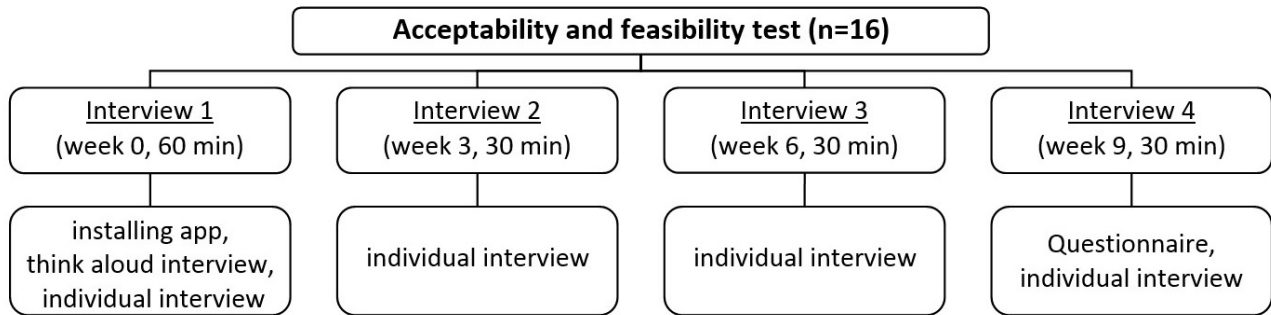 Acceptability and feasibility test (n=16)
Interview 1
(week 0, 60 min)
Interview 2
(week 3, 30 min)
Interview 3
(week 6, 30 min)
Interview 4
(week 9, 30 min)
installing app,
think aloud interview,
individual interview
individual interview
individual interview
Questionnaire,
individual interview